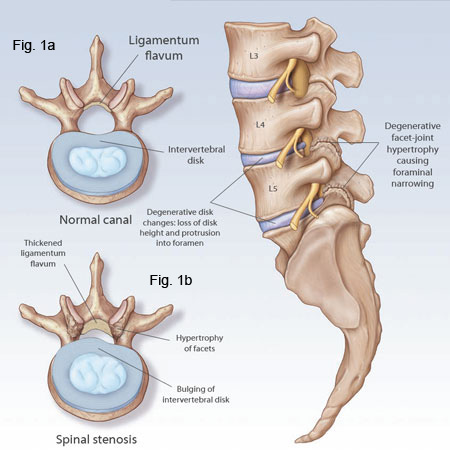 Fig. 1a
Ligamentum
flavum
Intervertebral
disk
Normal canal
Thickened
ligamentum
flavum
Fig. 1b
Hypertrophy
of facets
Bulging of
intervertebral disk
Spinal stenosis
L3
L4
L5
Degenerative
facet-joint
hypertrophy
causing
foraminal
narrowing
Degenerative disk
changes: loss of disk
height and protrusion
into foramen